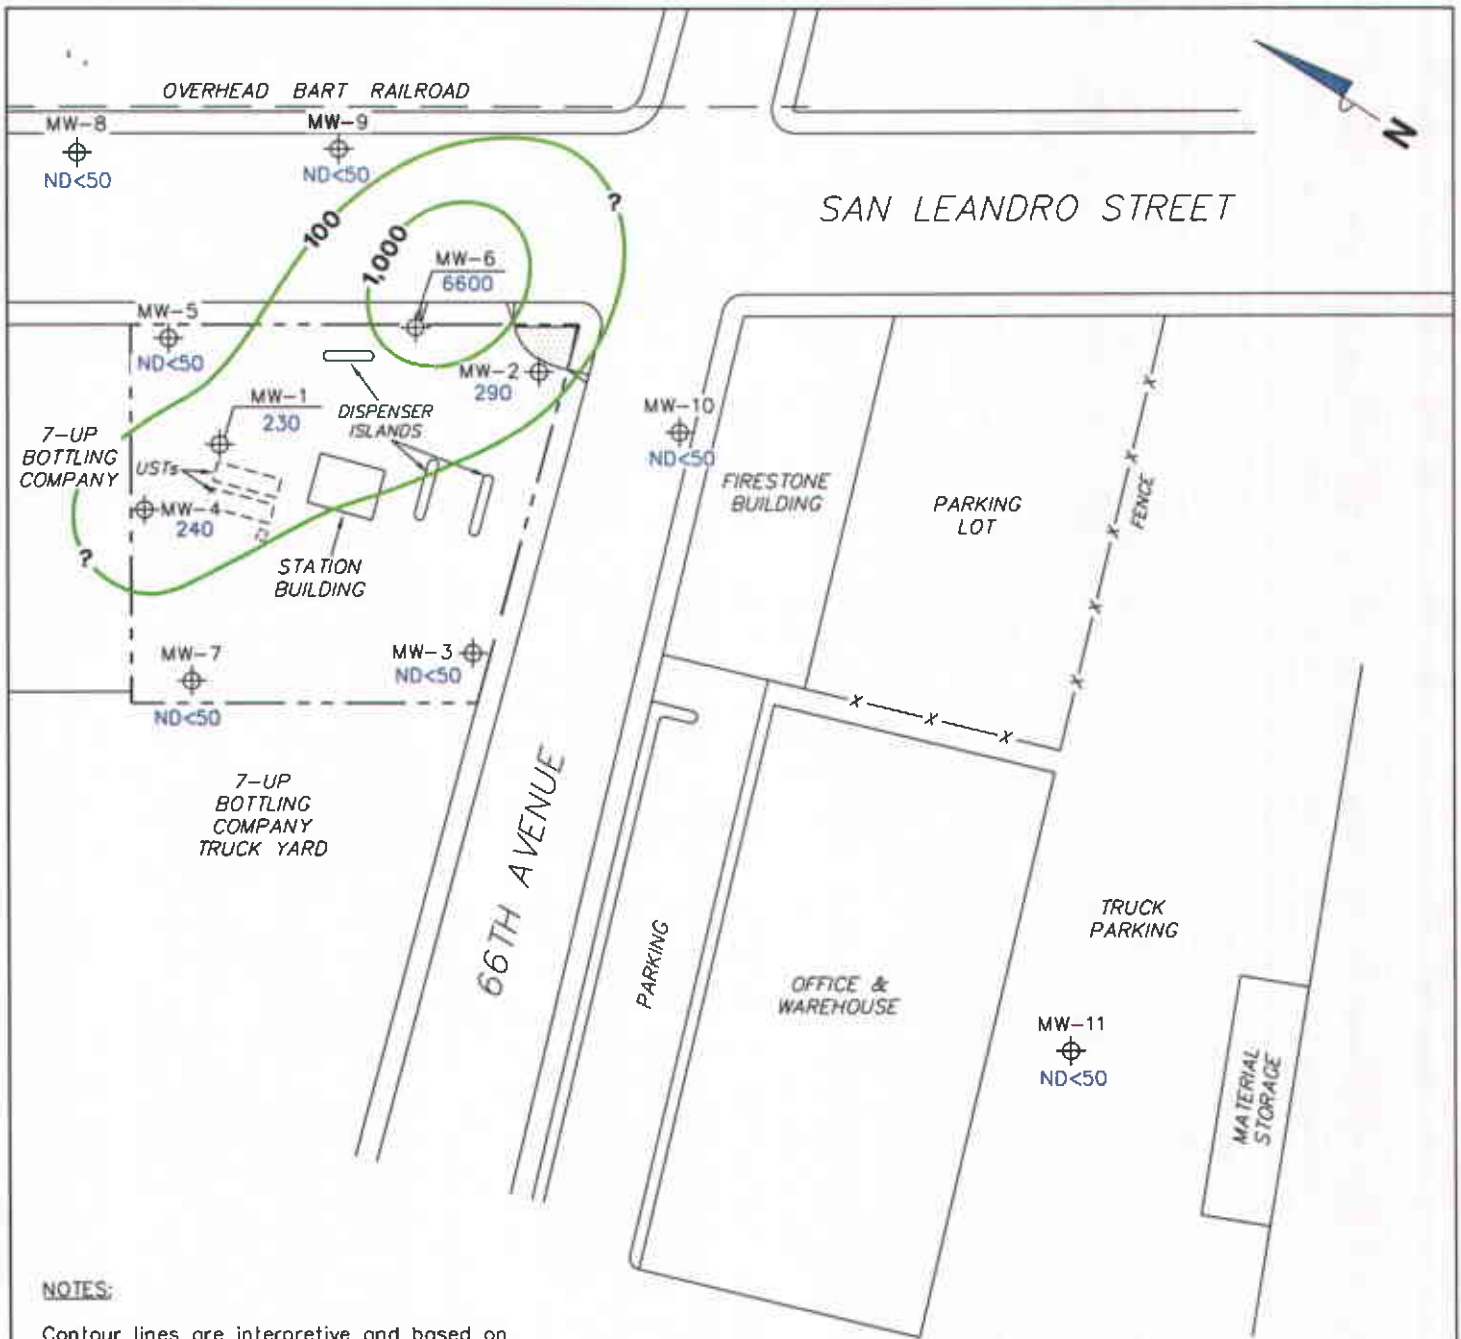 OVERHEAD BART RAILROAD
MW-8
ND<50
MW-9
ND<50
N
SAN LEANDRO STREET
?
100
1,000
MW-6
6600
MW-5
ND<50
MW-2
290
MW-1
230
DISPENSER
ISLANDS
7-UP
BOTTLING
COMPANY
USTs
MW-4
240
?
STATION
BUILDING
MW-10
ND<50
FIRESTONE
BUILDING
PARKING
LOT
X
X
X
FENCE
X
X
X
X
X
MW-7
ND<50
MW-3
ND<50
7-UP
BOTTLING
COMPANY
TRUCK YARD
66TH AVENUE
PARKING
OFFICE &
WAREHOUSE
TRUCK
PARKING
MW-11
ND<50
MATERIAL
STORAGE
NOTES:
Contour lines are interpretive and based on